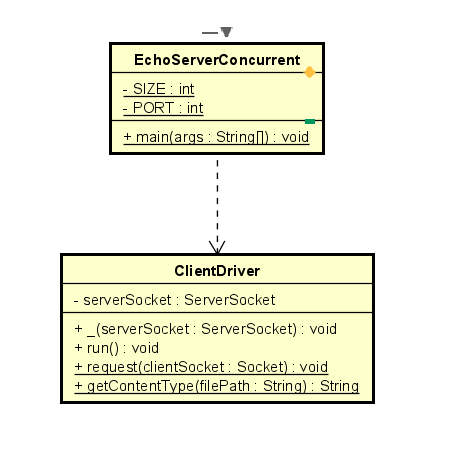 EchoServerConcurrent
- SIZE : int
- PORT : int
+ main(args : String[]) : void
ClientDriver
- serverSocket : ServerSocket
+ _(serverSocket : ServerSocket) : void
+ run() : void
+ request(clientSocket : Socket) : void
+ getContentType(filePath : String) : String